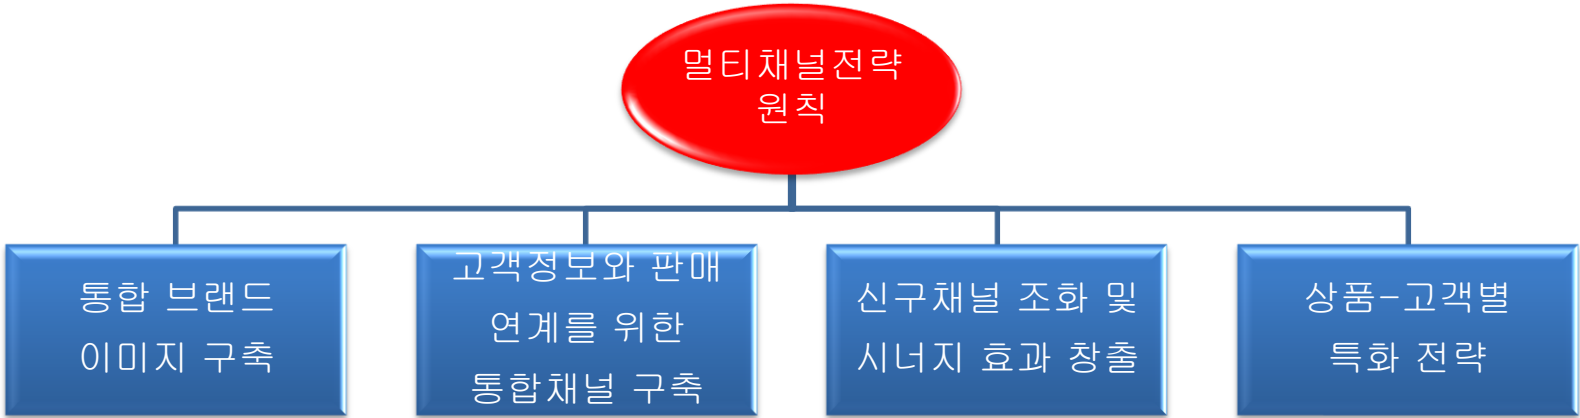 멀티채널전략
원칙
통합 브랜드
이미지 구축
고객정보와 판매
연계를 위한
통합채널 구축
신구채널 조화 및
시너지 효과 창출
상품-고객별
특화 전략